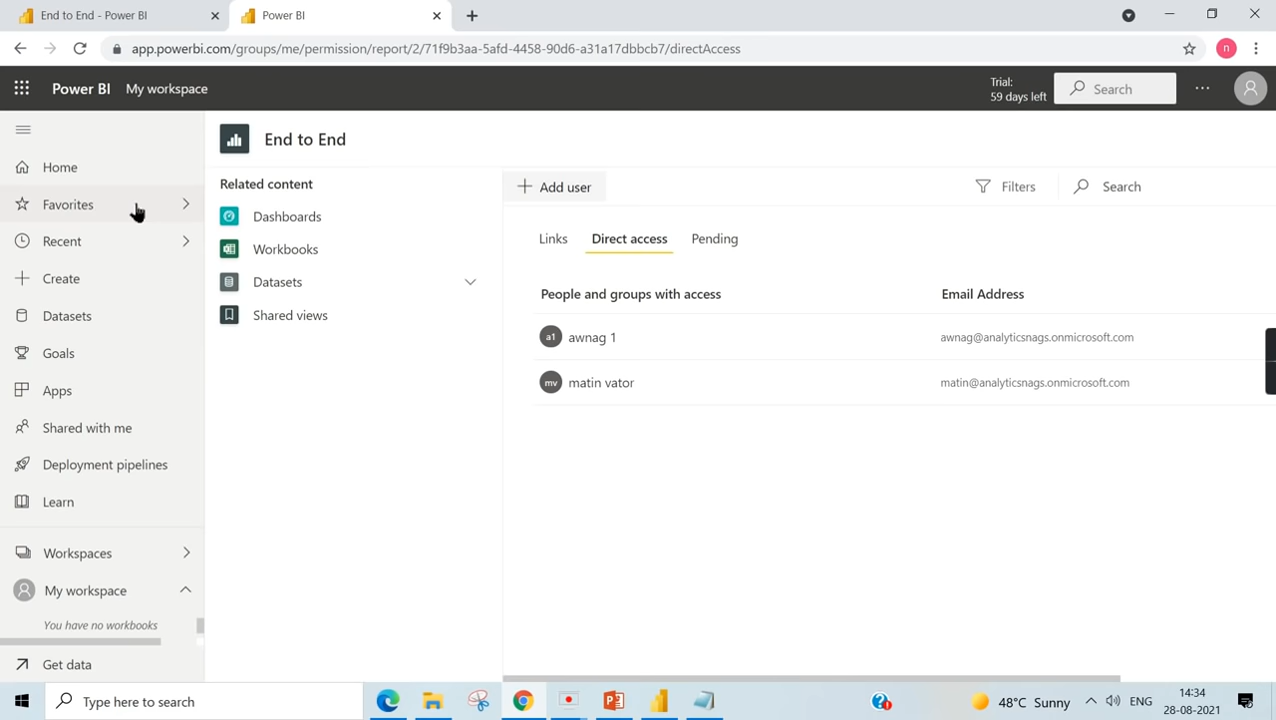 End to End - Power BI
Power BI
app.powerbi.com/groups/me/permission/report/2/71f9b3aa-5afd-4458-90d6-a31a17dbbcb7/directAccess
n
Power BI My workspace
Trial:
59 days left
Search
End to End
Home
Favorites
Recent
Create
Datasets
Goals
Apps
Shared with me
Deployment pipelines
Learn
Workspaces
My workspace
You have no workbooks
Get data
Related content
Dashboards
Workbooks
Datasets
Shared views
Add user
Filters
Search
Links Direct access Pending
People and groups with access Email Address
a1 awnag 1 awnag@analyticsnags.onmicrosoft.com
mv matin vator matin@analyticsnags.onmicrosoft.com
Type here to search
48°C Sunny
ENG
14:34
28-08-2021